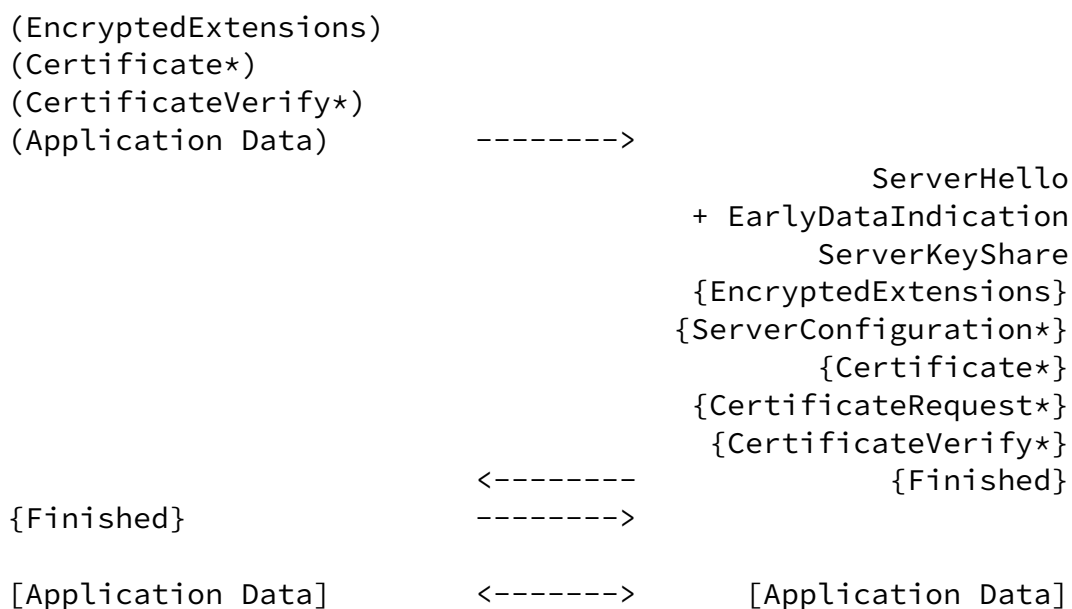 (EncryptedExtensions)
(Certificate*)
(CertificateVerify*)
(Application Data) -------->
ServerHello
+ EarlyDataIndication
ServerKeyShare
{EncryptedExtensions}
{ServerConfiguration*}
{Certificate*}
{CertificateRequest*}
{CertificateVerify*}
<-------- {Finished}
{Finished} -------->
[Application Data] <-------> [Application Data]